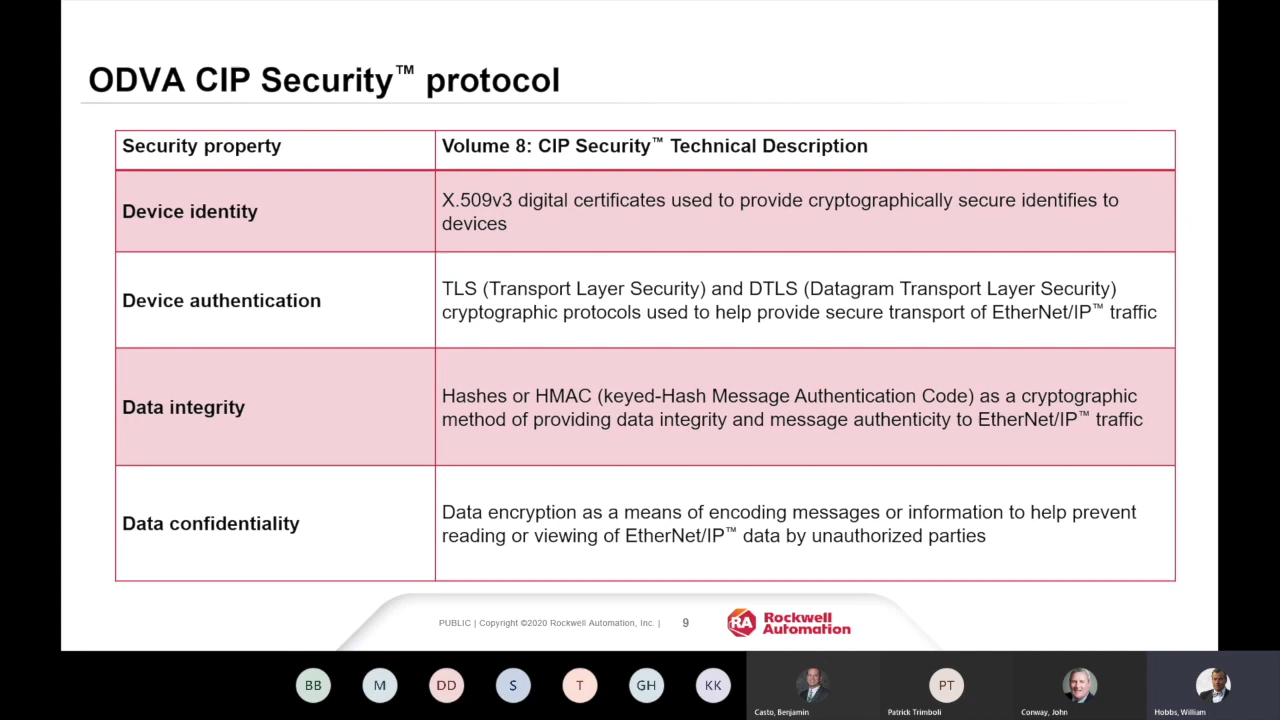 ODVA CIP Security™ protocol
Security property
Volume 8: CIP Security™ Technical Description
Device identity
X.509v3 digital certificates used to provide cryptographically secure identifies to
devices
Device authentication
TLS (Transport Layer Security) and DTLS (Datagram Transport Layer Security)
cryptographic protocols used to help provide secure transport of EtherNet/IP™ traffic
Data integrity
Hashes or HMAC (keyed-Hash Message Authentication Code) as a cryptographic
method of providing data integrity and message authenticity to EtherNet/IP™ traffic
Data confidentiality
Data encryption as a means of encoding messages or information to help prevent
reading or viewing of EtherNet/IP™ data by unauthorized parties
PUBLIC | Copyright ©2020 Rockwell Automation, Inc. |
9
RA
Rockwell
Automation
BB
M
DD
S
T
GH
KK
PT
Casto, Benjamin
Patrick Trimboli
Conway, John
Hobbs, William